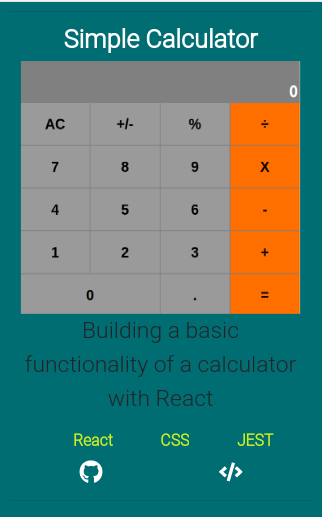 Simple Calculator
0
AC +/- % ÷
7 8 9 X
4 5 6 -
1 2 3 +
0 . =
Building a basic
functionality of a calculator
with React
React CSS JEST